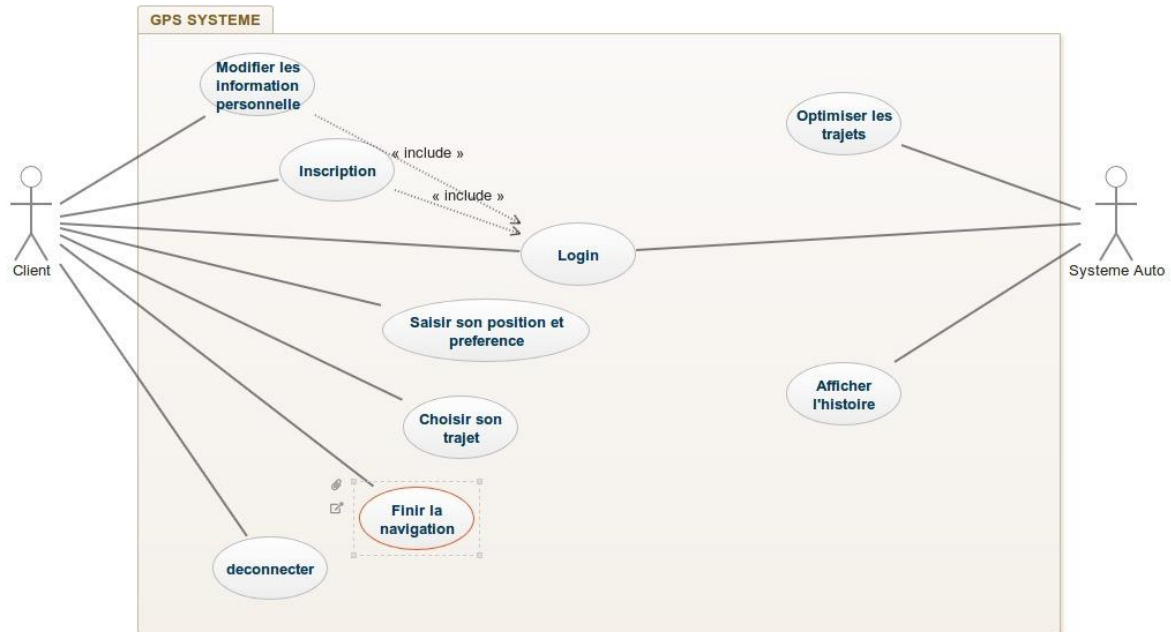 GPS SYSTEME
Modifier les
information
personnelle
« include »
Inscription
« include »
Login
Saisir son position et
preference
Choisir son
trajet
Finir la
navigation
deconnecter
Optimiser les
trajets
Afficher
l'histoire
Client
Systeme Auto